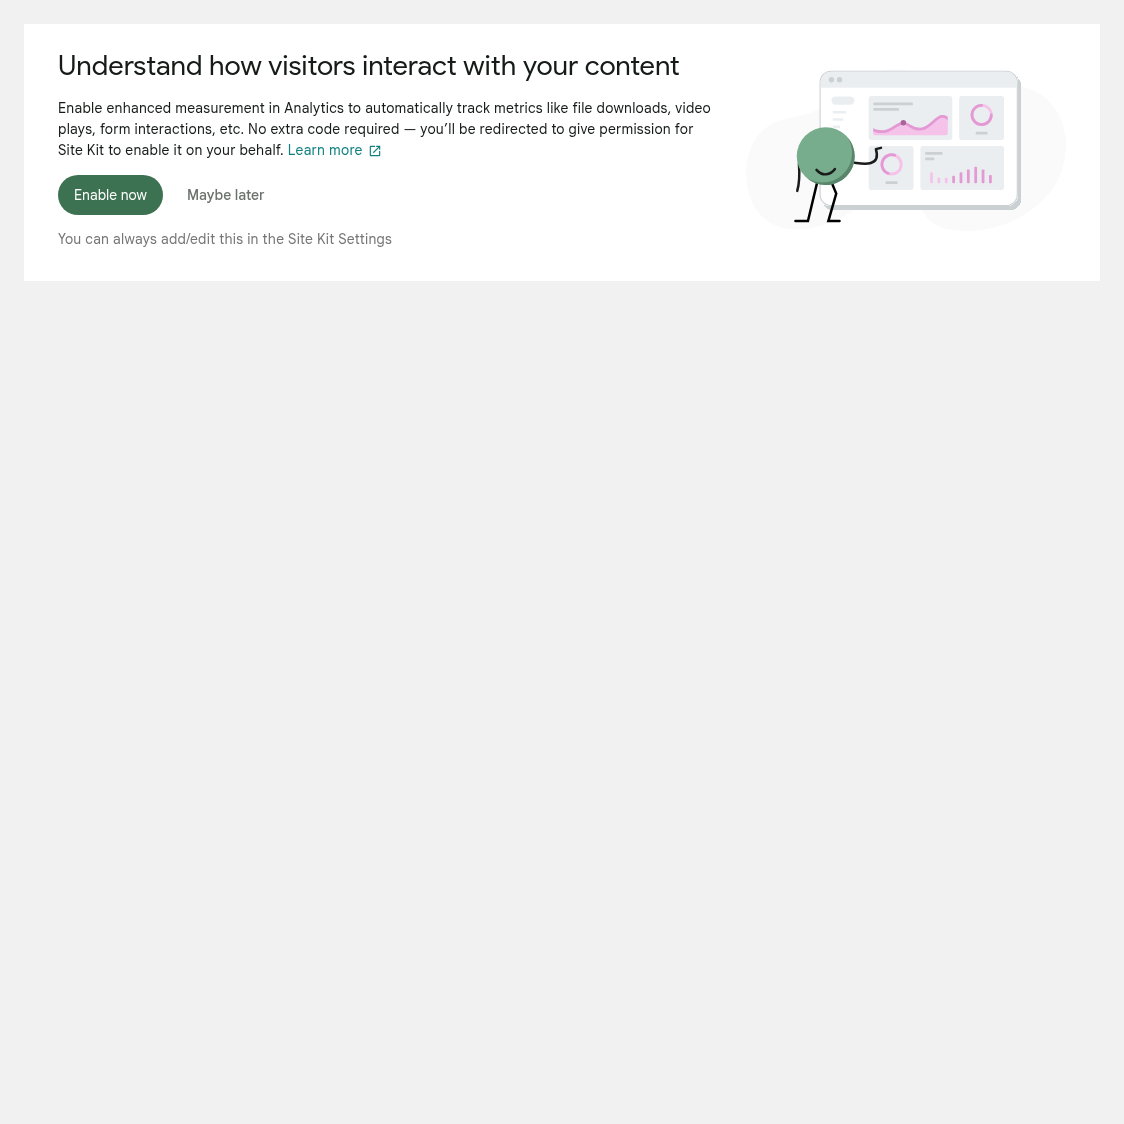 Understand how visitors interact with your content
Enable enhanced measurement in Analytics to automatically track metrics like file downloads, video
plays, form interactions, etc. No extra code required — you’ll be redirected to give permission for
Site Kit to enable it on your behalf. Learn more
Enable now Maybe later
You can always add/edit this in the Site Kit Settings